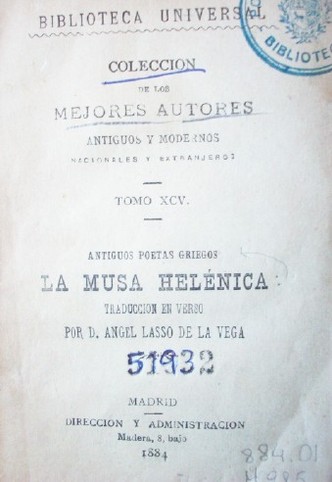 BIBLIOTECA UNIVERSAL
BIBLIOTE
COLECCION
DE LOS
MEJORES AUTORES
ANTIGUOS Y MODERNOS
NACIONALES Y EXTRANJEROS
TOMO XCV.
ANTIGUOS POETAS GRIEGOS
LA MUSA HELÉNICA
TRADUCCION EN VERSO
POR D. ANGEL LASSO DE LA VEGA
51932
MADRID
DIRECCION Y ADMINISTRACION
Madera, 8, bajo
1884
884.01